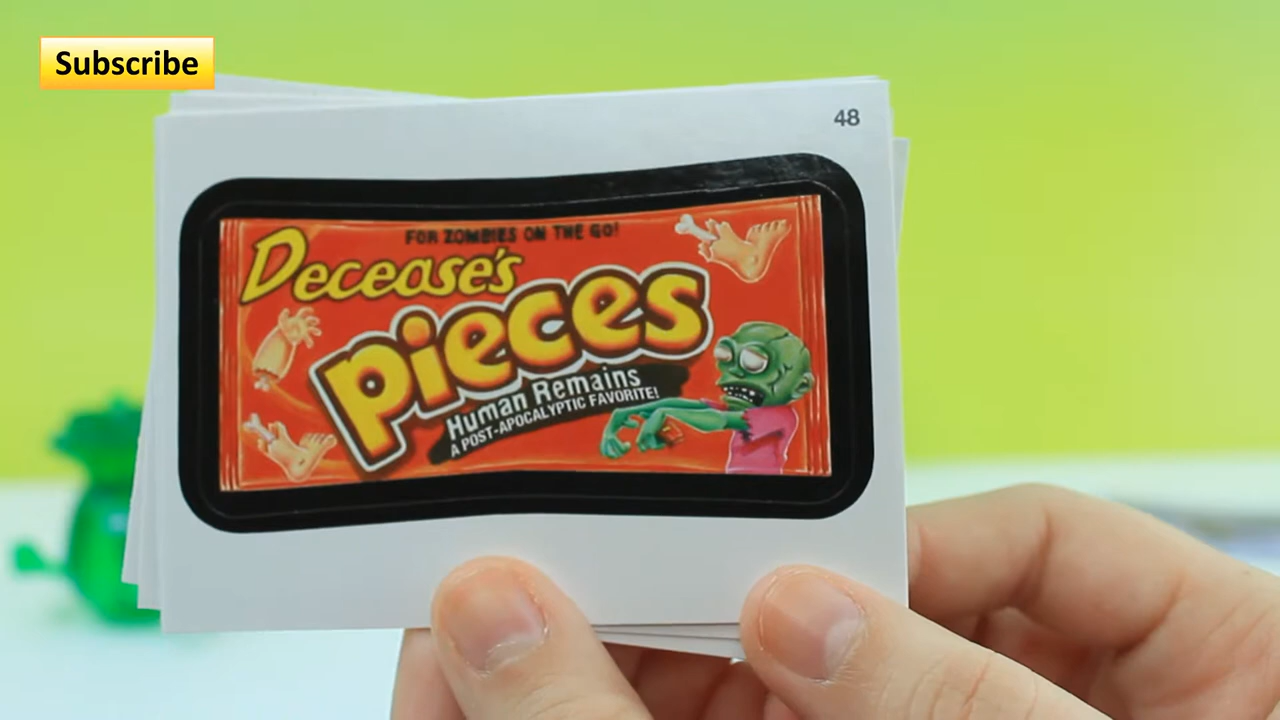 Subscribe
48
FOR ZOMBIES ON THE GO!
Decease's
Pieces
Human Remains
A POST-APOCALYPTIC FAVORITE!